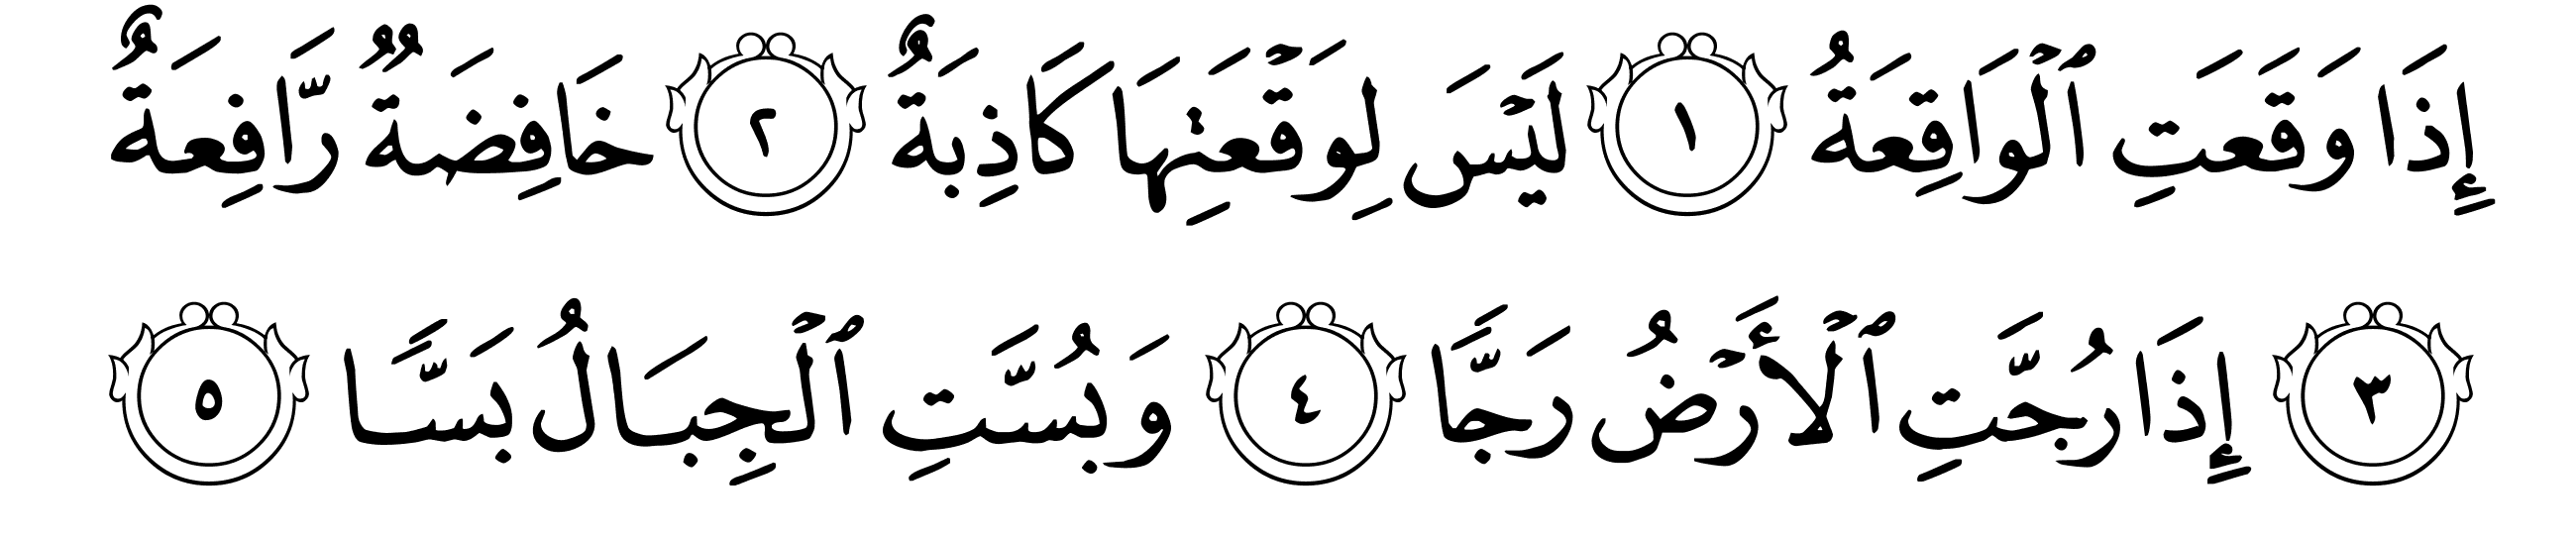 إِذَا وَقَعَتِ ٱلْوَاقِعَةُ ١ لَيْسَ لِوَقْعَتِهَا كَاذِبَةٌ ٢ خَافِضَةٌ رَّافِعَةٌ
٣ إِذَا رُجَّتِ ٱلْأَرْضُ رَجًّا ٤ وَبُسَّتِ ٱلْجِبَالُ بَسًّا ٥